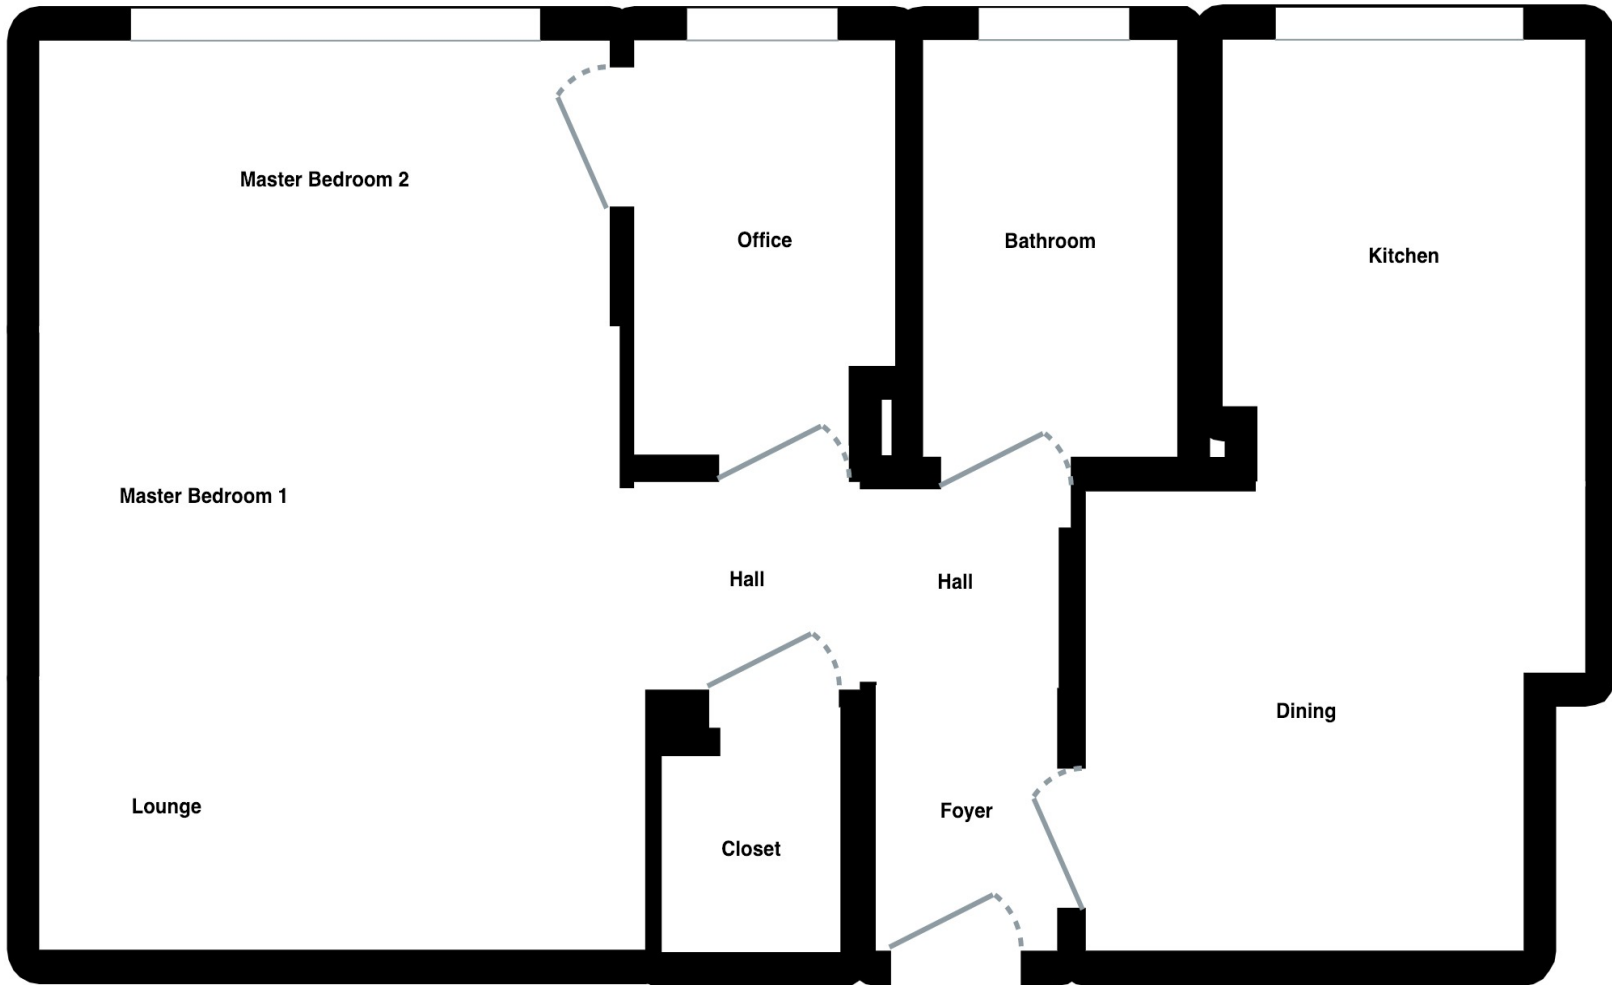 Master Bedroom 2
Office
Bathroom
Kitchen
Master Bedroom 1
Hall
Hall
Dining
Lounge
Foyer
Closet